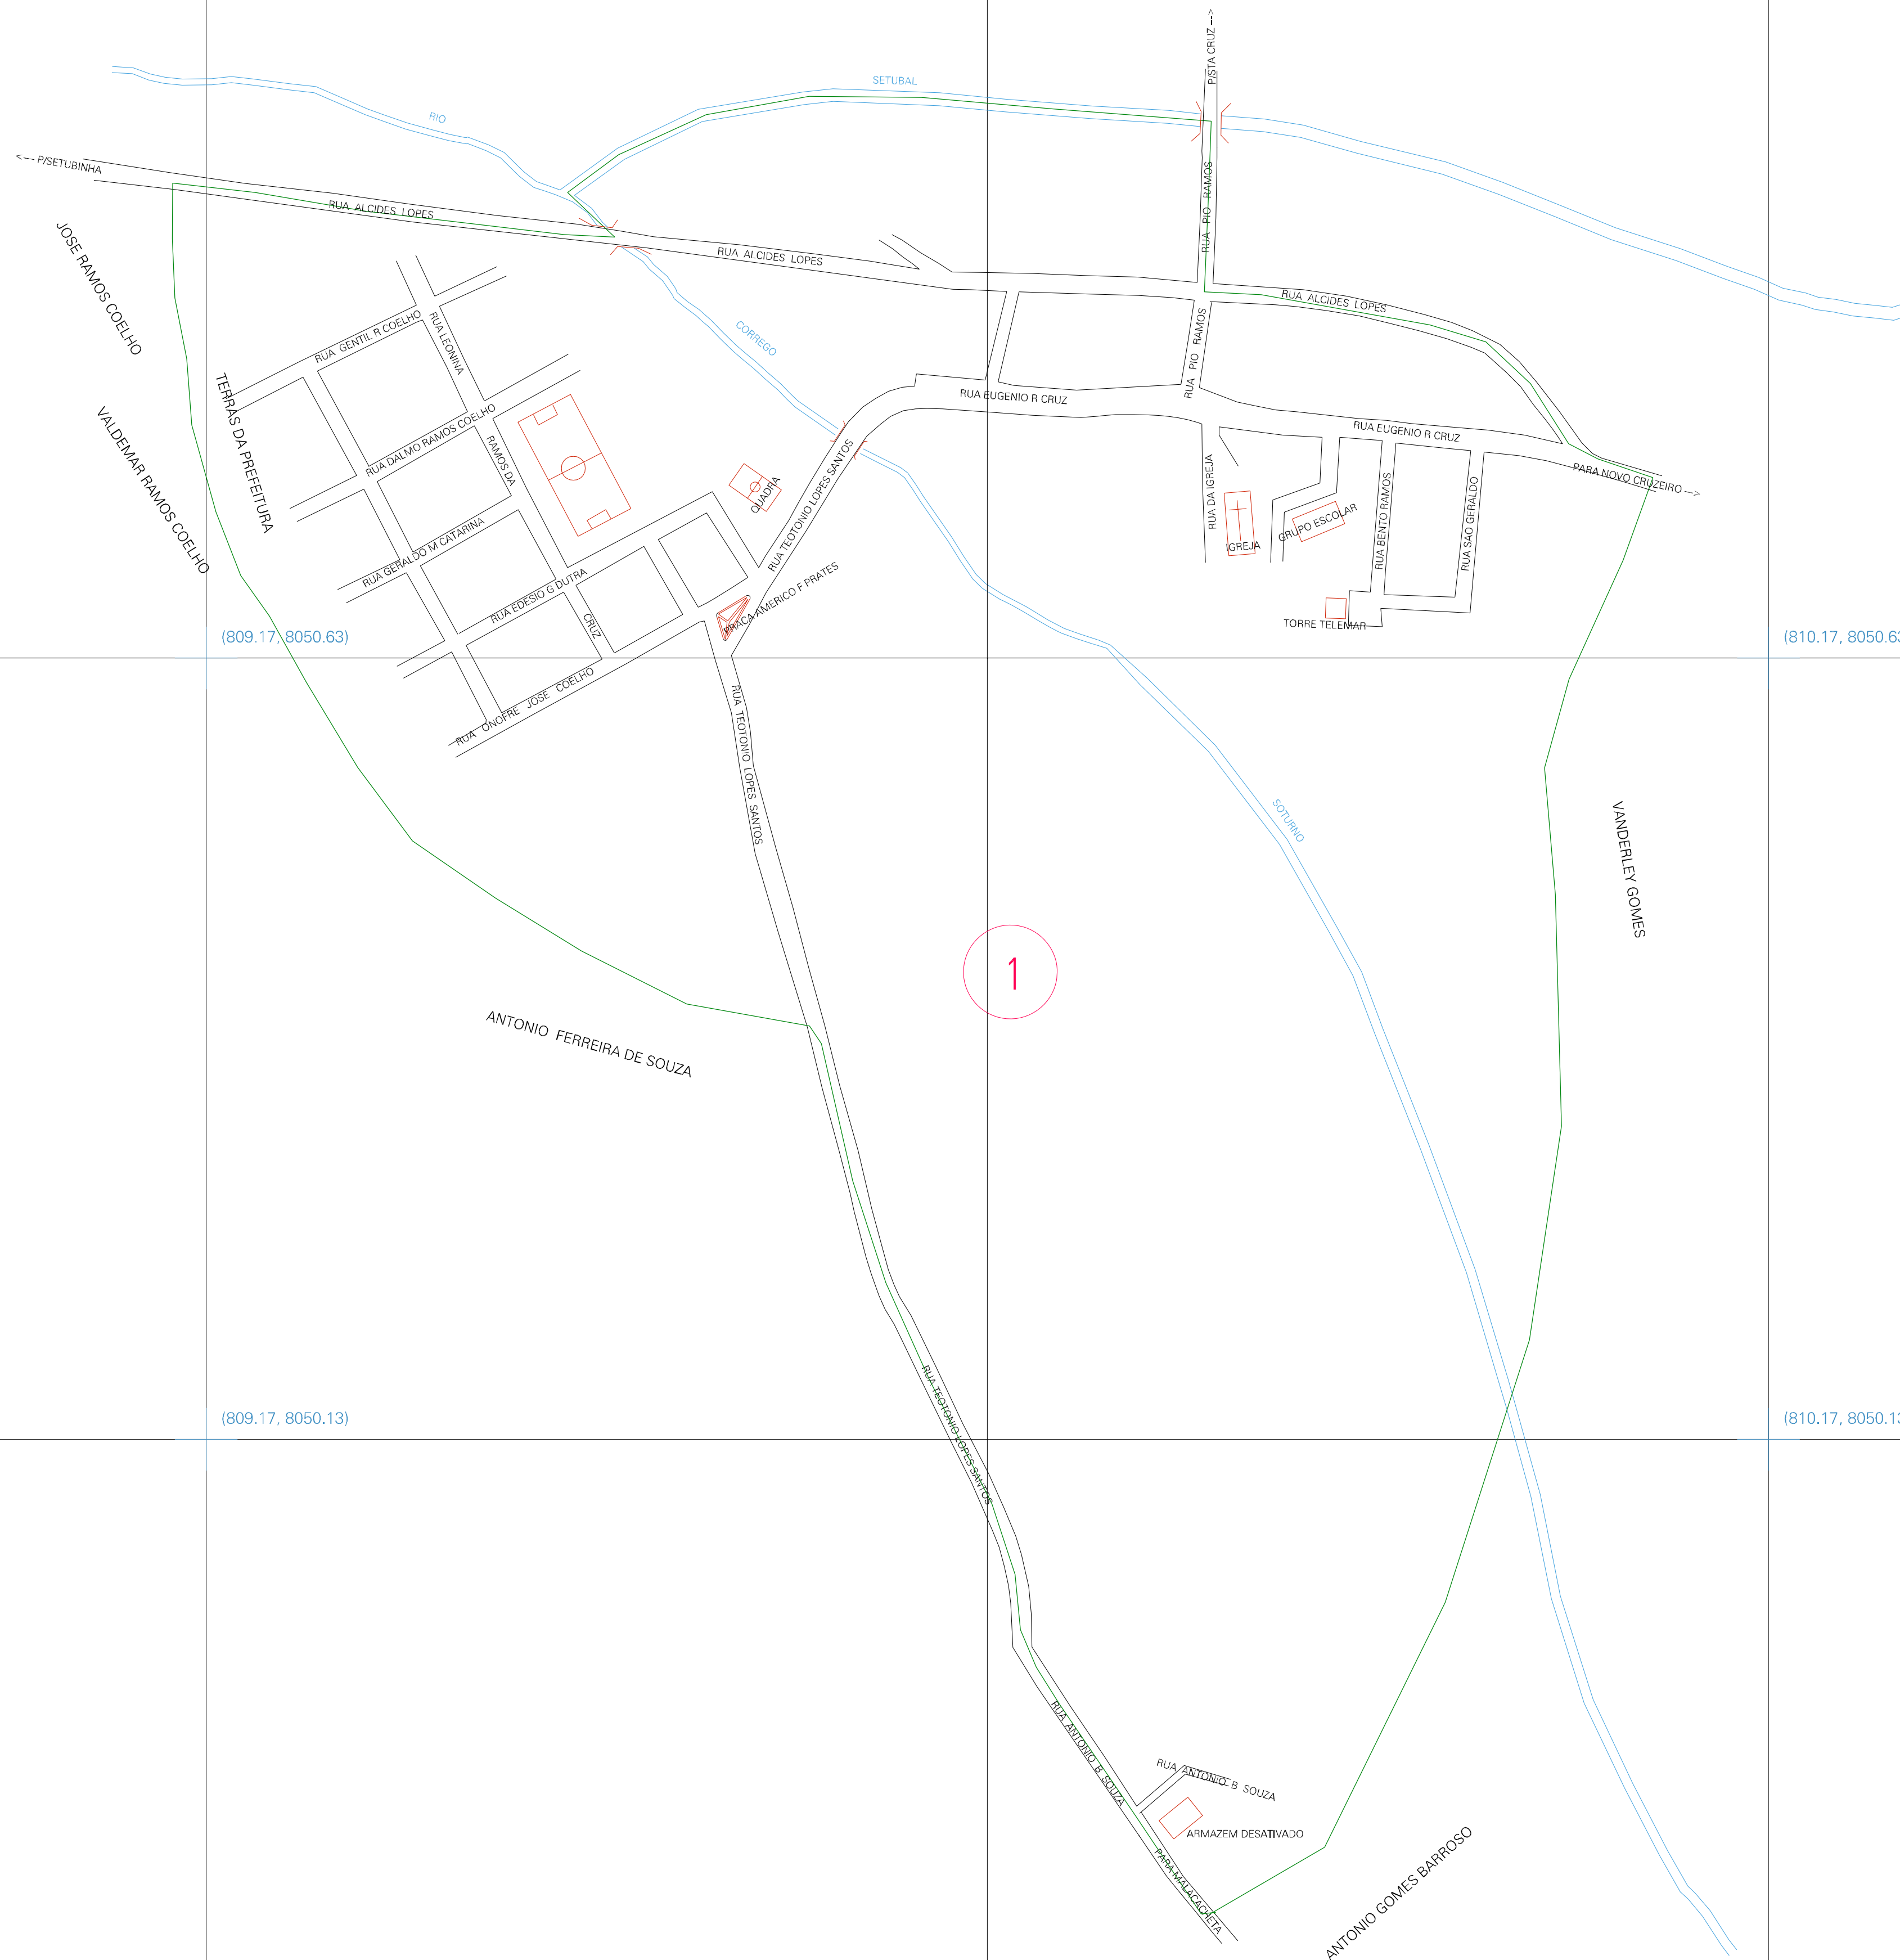 P/STA CRUZ --->
SETUBAL
RIO
<--- P/SETUBINHA
RUA ALCIDES LOPES
RUA PIO RAMOS
RUA ALCIDES LOPES
RUA ALCIDES LOPES
JOSE RAMOS COELHO
RUA GENTIL R COELHO
RUA LEONINA
CORREGO
RUA PIO RAMOS
TERRAS DA PREFEITURA
VALDEMAR RAMOS COELHO
RUA DALMO RAMOS COELHO
RAMOS DA
RUA EUGENIO R CRUZ
RUA EUGENIO R CRUZ
PARA NOVO CRUZEIRO --->
QUADRA
RUA TEOTONIO LOPES SANTOS
RUA DA IGREJA
IGREJA
GRUPO ESCOLAR
RUA BENTO RAMOS
RUA SAO GERALDO
RUA GERALDO M CATARINA
RUA EDESIO G DUTRA
CRUZ
PRACA AMERICO F PRATES
TORRE TELEMAR
(809.17, 8050.63)
(810.17, 8050.63
RUA ONOFRE JOSE COELHO
RUA TEOTONIO LOPES SANTOS
SOTURNO
VANDERLEY GOMES
1
ANTONIO FERREIRA DE SOUZA
(809.17, 8050.13)
(810.17, 8050.13
RUA TEOTONIO LOPES SANTOS
RUA ANTONIO B SOUZA
RUA ANTONIO B SOUZA
ARMAZEM DESATIVADO
PARA MALACACHETA
ANTONIO GOMES BARROSO